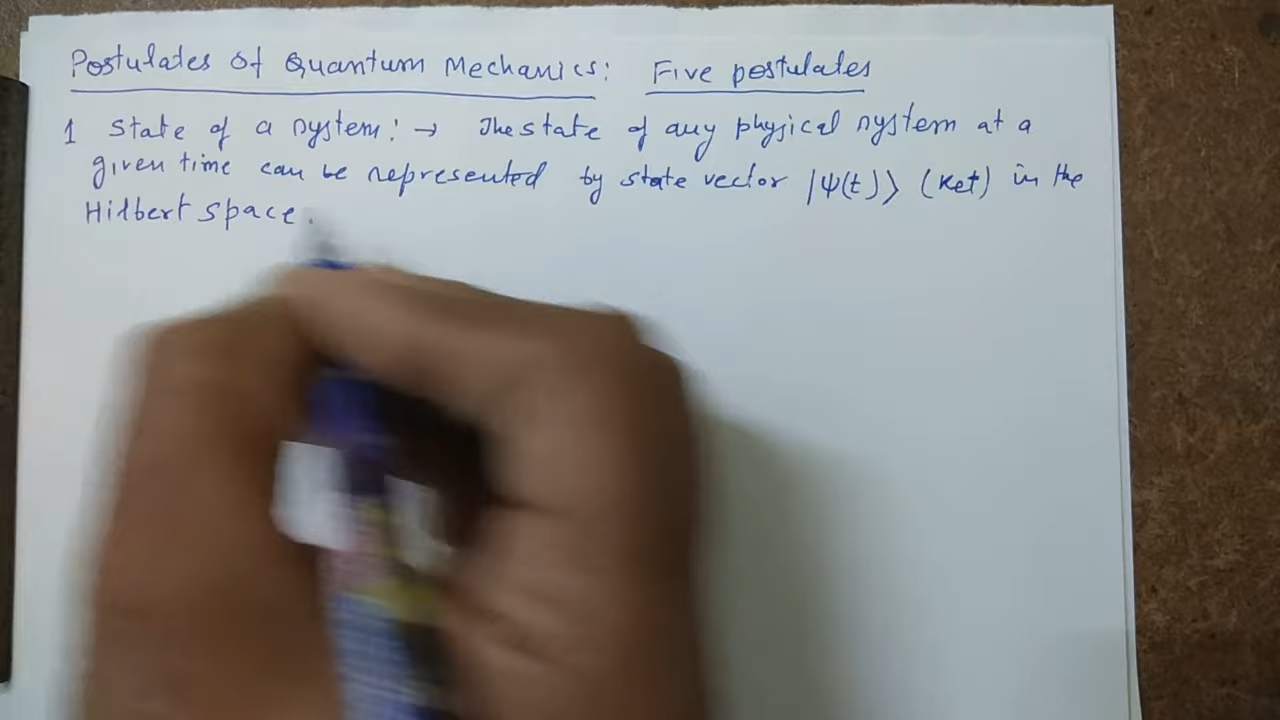 Postulates of Quantum Mechanics: Five postulates
1 State of a system: → The state of any physical system at a
given time can be represented by state vector |Ψ(t)⟩ (Ket) in the
Hilbert space.